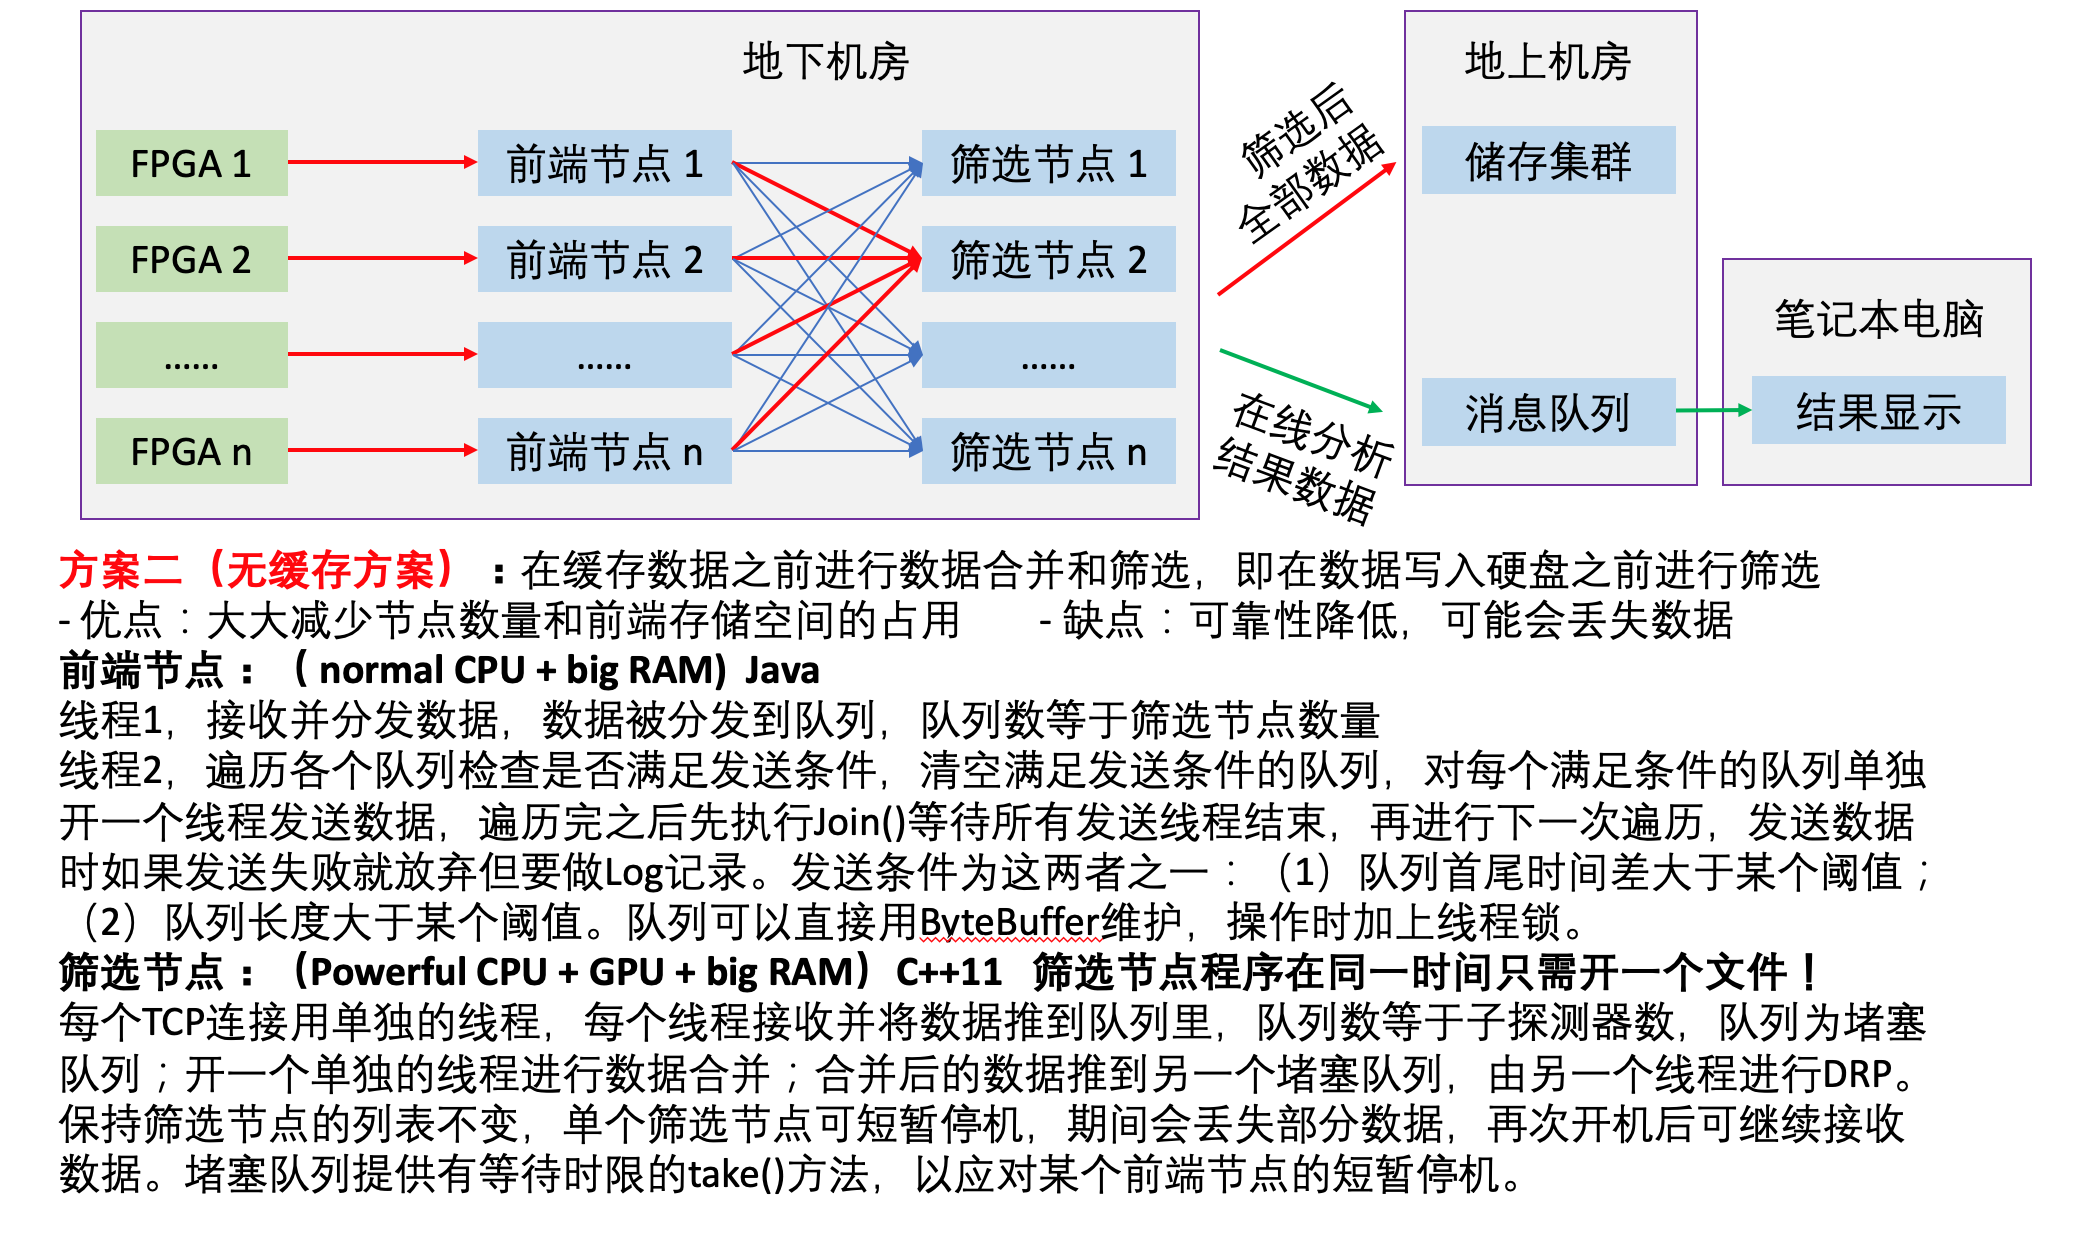 地下机房
地上机房
FPGA 1
前端节点 1
筛选节点 1
筛选后
全部数据
储存集群
FPGA 2
前端节点 2
筛选节点 2
笔记本电脑
......
......
......
在线分析
结果数据
消息队列
结果显示
FPGA n
前端节点 n
筛选节点 n
方案二（无缓存方案）：在缓存数据之前进行数据合并和筛选，即在数据写入硬盘之前进行筛选
- 优点：大大减少节点数量和前端存储空间的占用 - 缺点：可靠性降低，可能会丢失数据
前端节点：（ normal CPU + big RAM) Java
线程1，接收并分发数据，数据被分发到队列，队列数等于筛选节点数量
线程2，遍历各个队列检查是否满足发送条件，清空满足发送条件的队列，对每个满足条件的队列单独
开一个线程发送数据，遍历完之后先执行Join()等待所有发送线程结束，再进行下一次遍历，发送数据
时如果发送失败就放弃但要做Log记录。发送条件为这两者之一：（1）队列首尾时间差大于某个阈值；
（2）队列长度大于某个阈值。队列可以直接用ByteBuffer维护，操作时加上线程锁。
筛选节点：（Powerful CPU + GPU + big RAM）C++11 筛选节点程序在同一时间只需开一个文件！
每个TCP连接用单独的线程，每个线程接收并将数据推到队列里，队列数等于子探测器数，队列为堵塞
队列；开一个单独的线程进行数据合并；合并后的数据推到另一个堵塞队列，由另一个线程进行DRP。
保持筛选节点的列表不变，单个筛选节点可短暂停机，期间会丢失部分数据，再次开机后可继续接收
数据。堵塞队列提供有等待时限的take()方法，以应对某个前端节点的短暂停机。